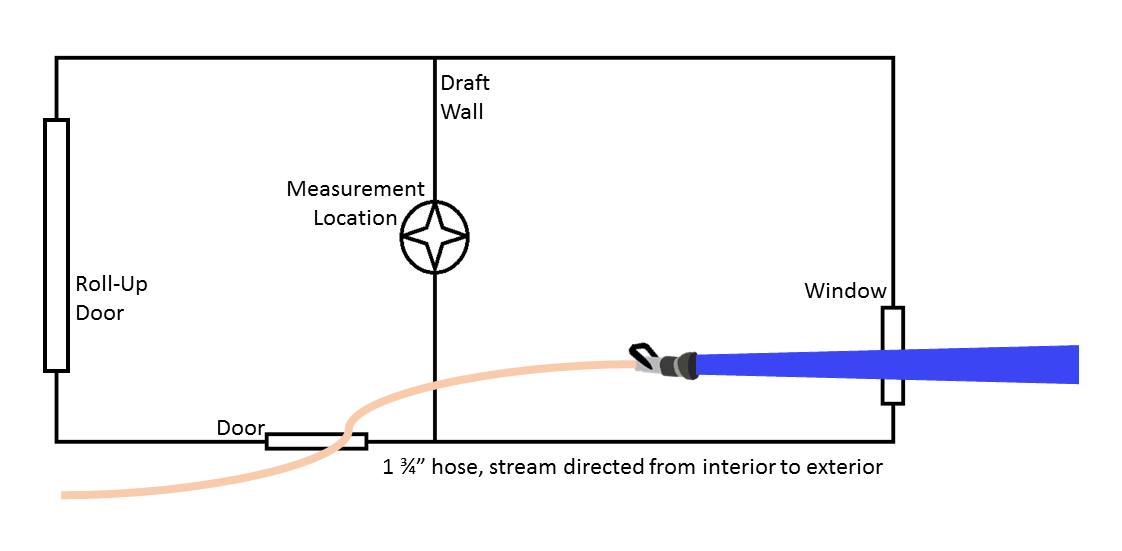 Draft
Wall
Measurement
Location
Roll-Up
Door
Window
Door
1 ¾” hose, stream directed from interior to exterior